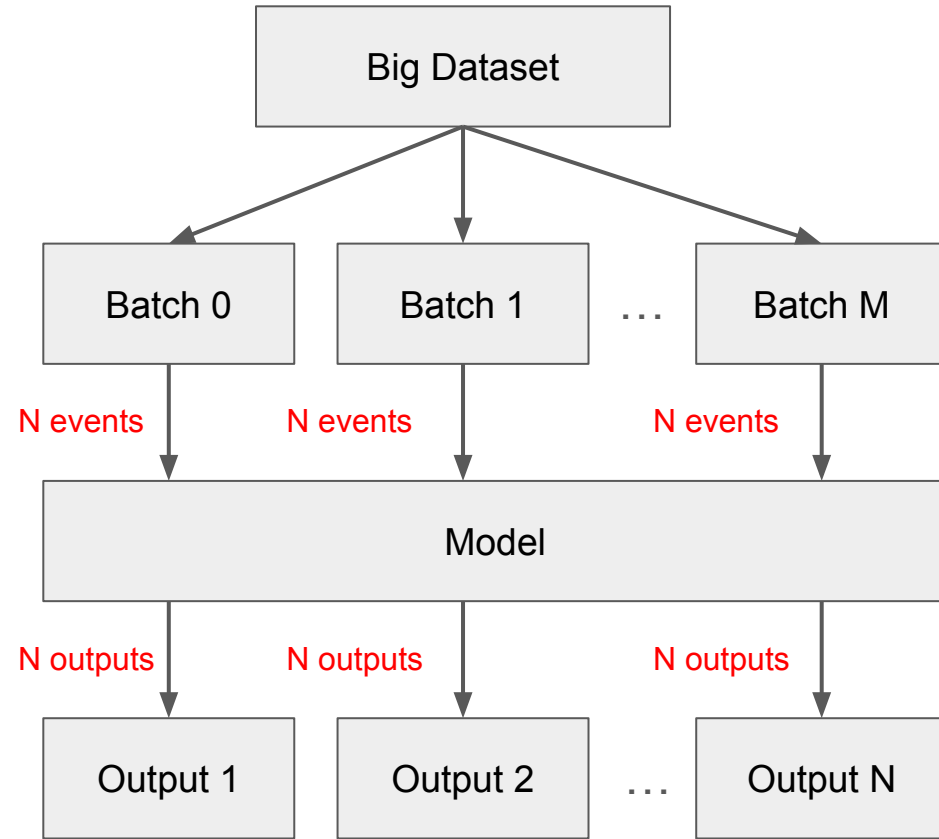 Big Dataset
Batch 0
Batch 1
...
Batch M
N events
N events
N events
Model
N outputs
N outputs
N outputs
Output 1
Output 2
...
Output N